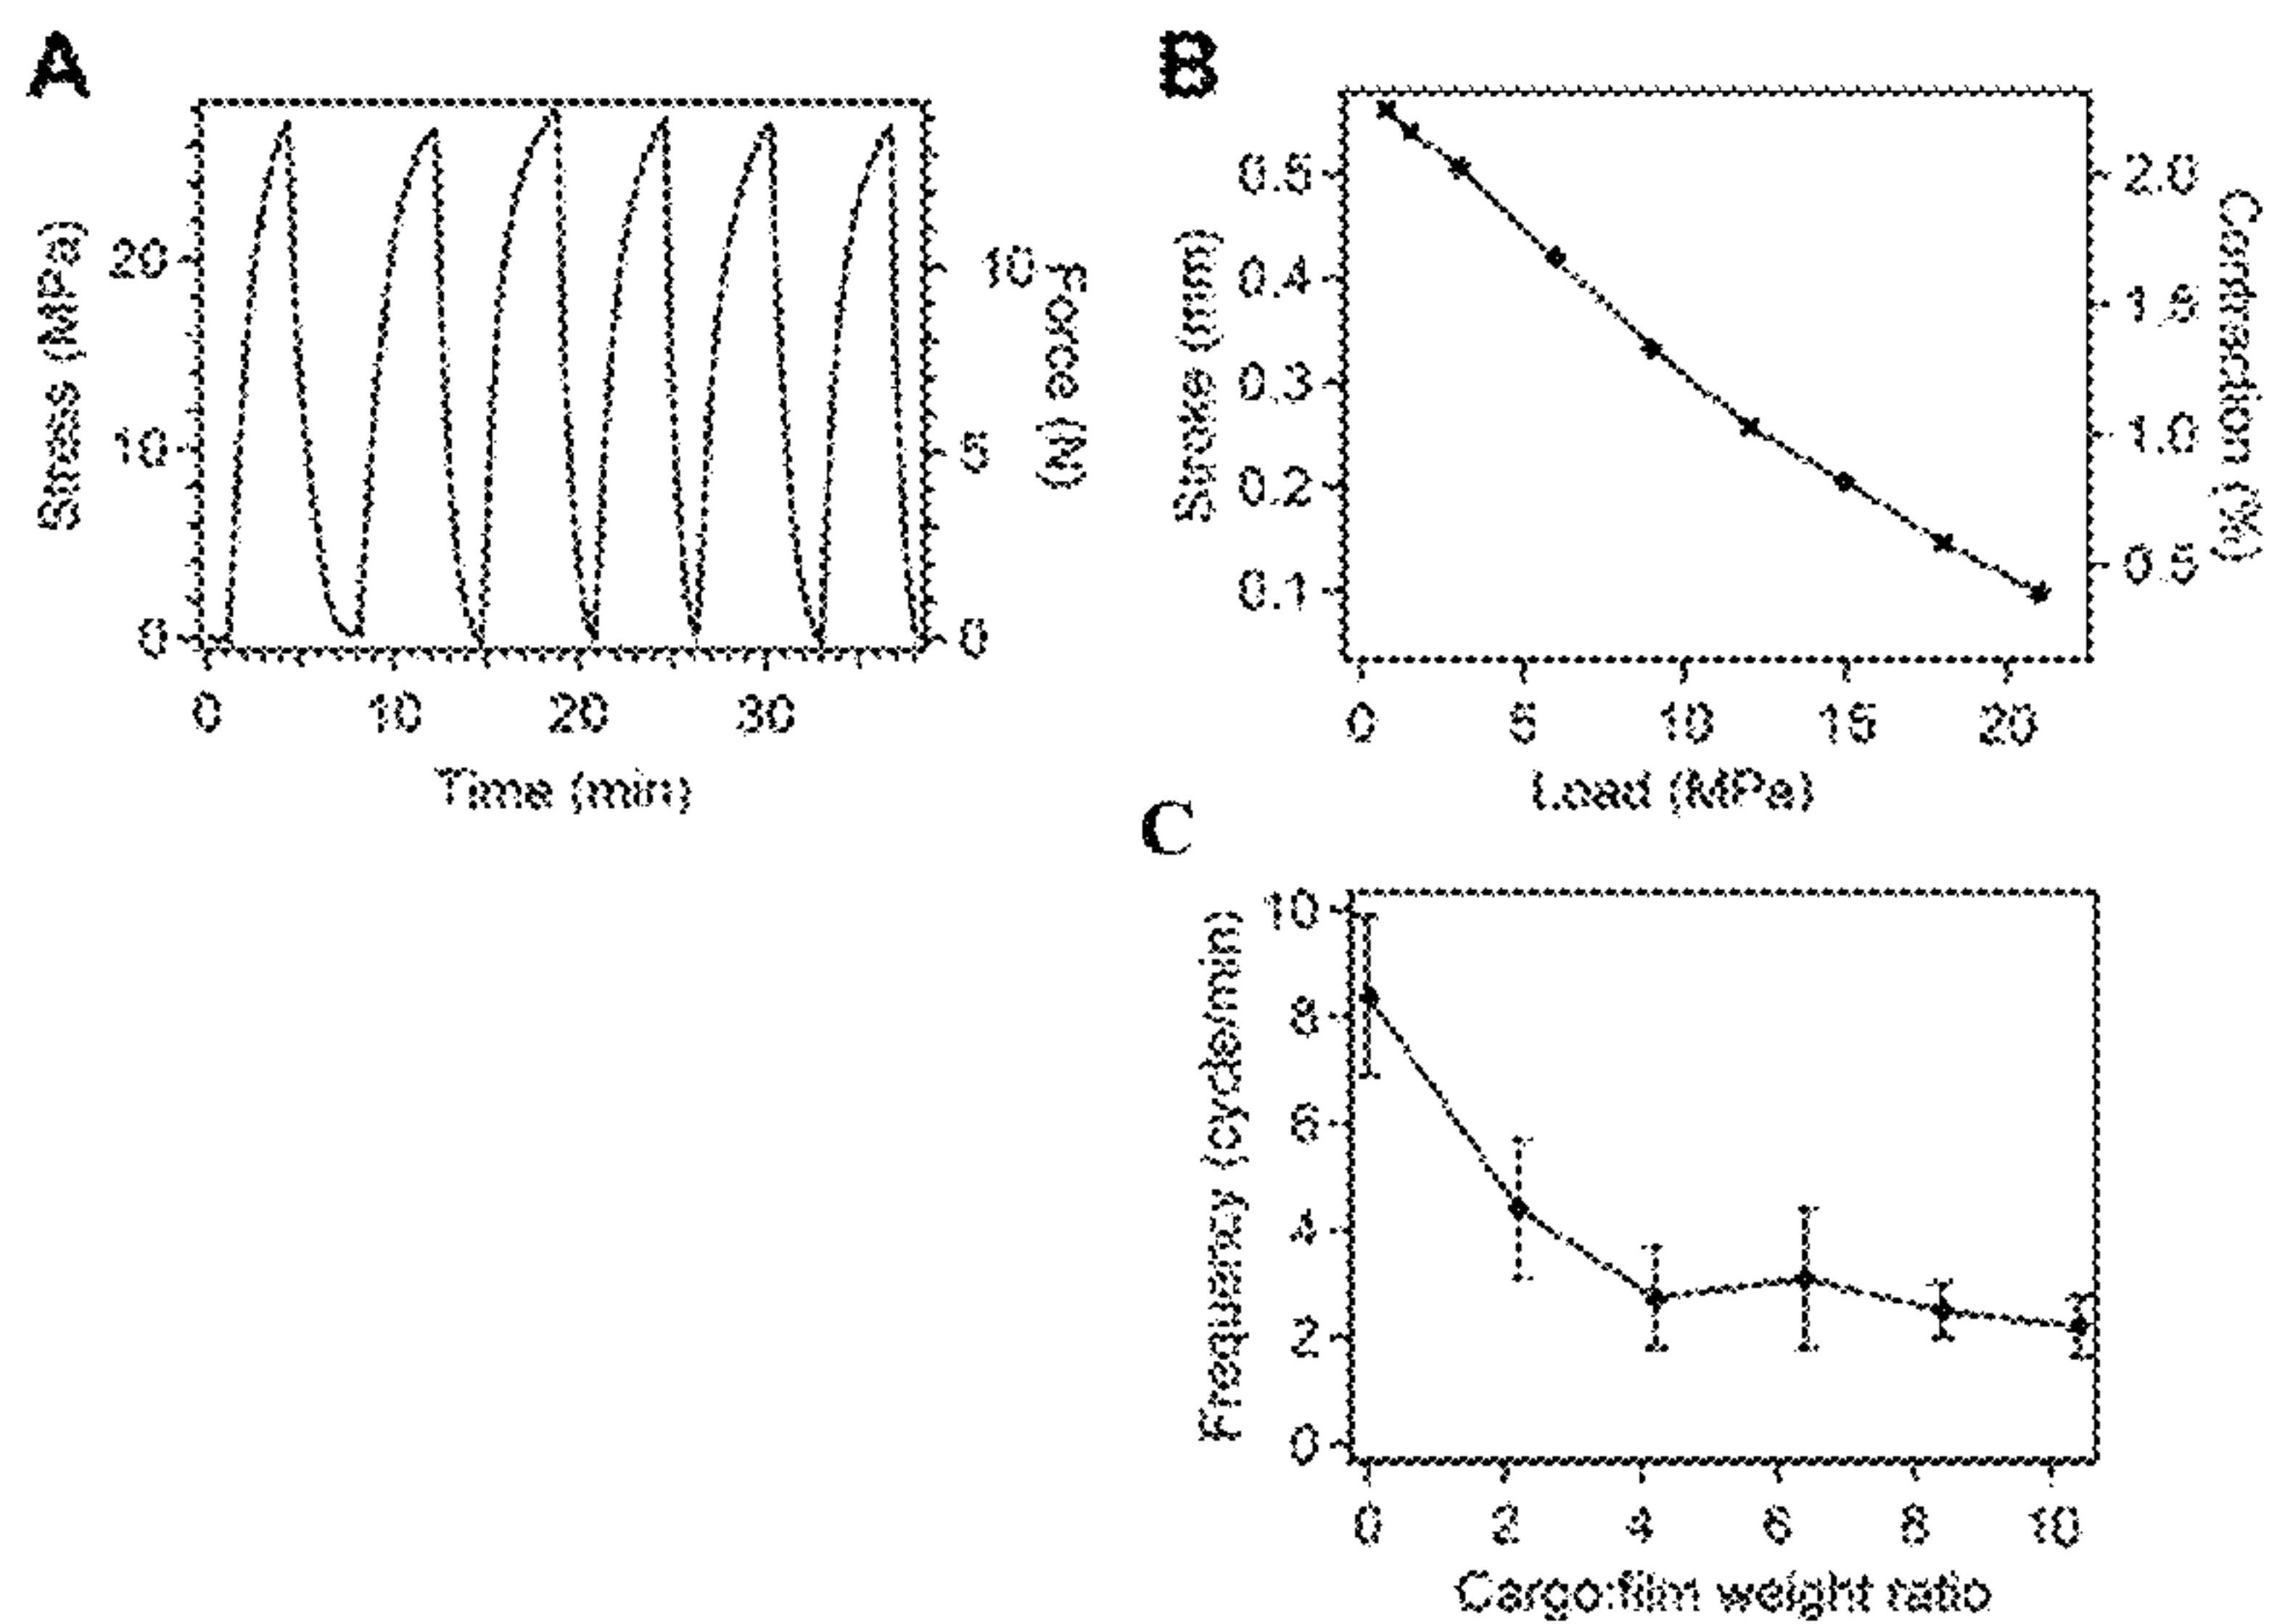 A
Stress (MPa)
20
10
0
10
5
0
Force (N)
0 10 20 30
Time (min)
B
Stroke (mm)
0.5
0.4
0.3
0.2
0.1
2.0
1.5
1.0
0.5
Contraction (%)
0 5 10 15 20
Load (MPa)
C
Frequency (cycle/min)
10
8
6
4
2
0
0 2 4 6 8 10
Cargo:film weight ratio